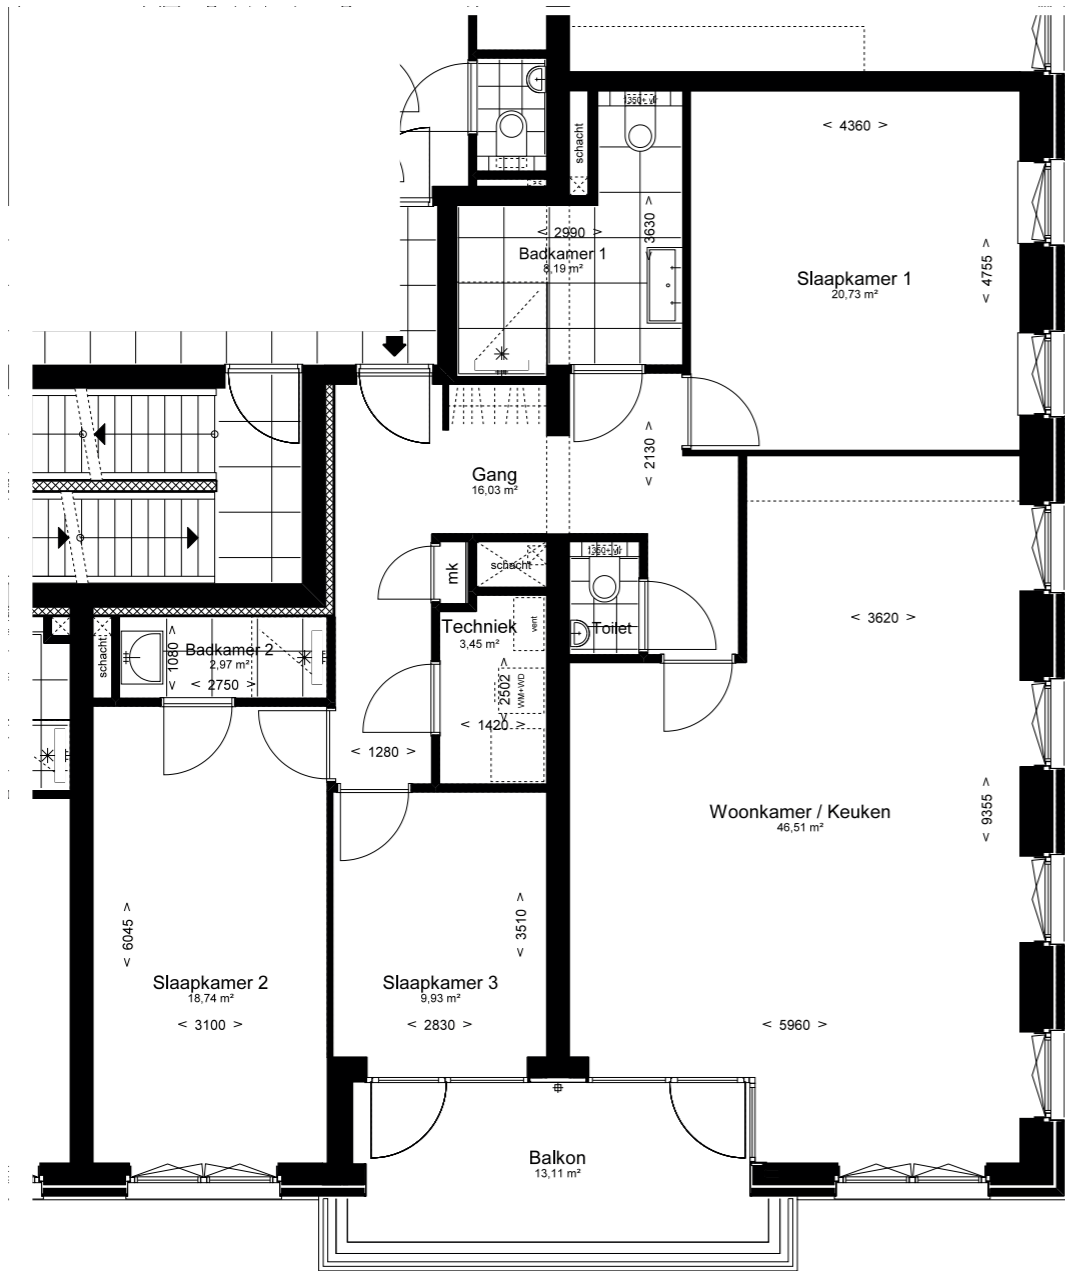 1350+ vlr
schacht
< 4360 >
< 3630 >
< 2990 >
Badkamer 1
8,19 m²
< 4755 >
Slaapkamer 1
20,73 m²
< 2130 >
Gang
16,03 m²
1350+ vlr
schacht
mk
Techniek
3,45 m²
vent
Toilet
< 3620 >
schacht
< 1080 >
Badkamer 2
2,97 m²
< 2750 >
< 2502 >
WM+WD
< 1420 >
< 1280 >
Woonkamer / Keuken
46,51 m²
< 9355 >
< 6045 >
< 3510 >
Slaapkamer 2
18,74 m²
< 3100 >
Slaapkamer 3
9,93 m²
< 2830 >
< 5960 >
Balkon
13,11 m²